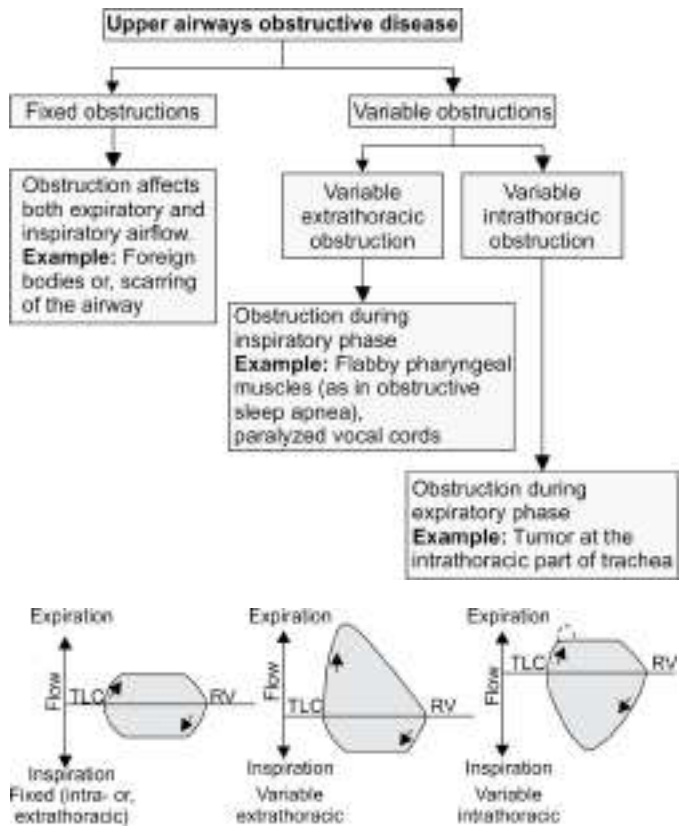 Upper airways obstructive disease
Fixed obstructions
Variable obstructions
Obstruction affects
both expiratory and
inspiratory airflow.
Example: Foreign
bodies or, scarring
of the airway
Variable
extrathoracic
obstruction
Variable
intrathoracic
obstruction
Obstruction during
inspiratory phase
Example: Flabby pharyngeal
muscles (as in obstructive
sleep apnea),
paralyzed vocal cords
Obstruction during
expiratory phase
Example: Tumor at the
intrathoracic part of trachea
Expiration
Flow
TLC
RV
Inspiration
Fixed (intra- or,
extrathoracic)
Expiration
Flow
TLC
RV
Inspiration
Variable
extrathoracic
Expiration
Flow
TLC
RV
Inspiration
Variable
intrathoracic